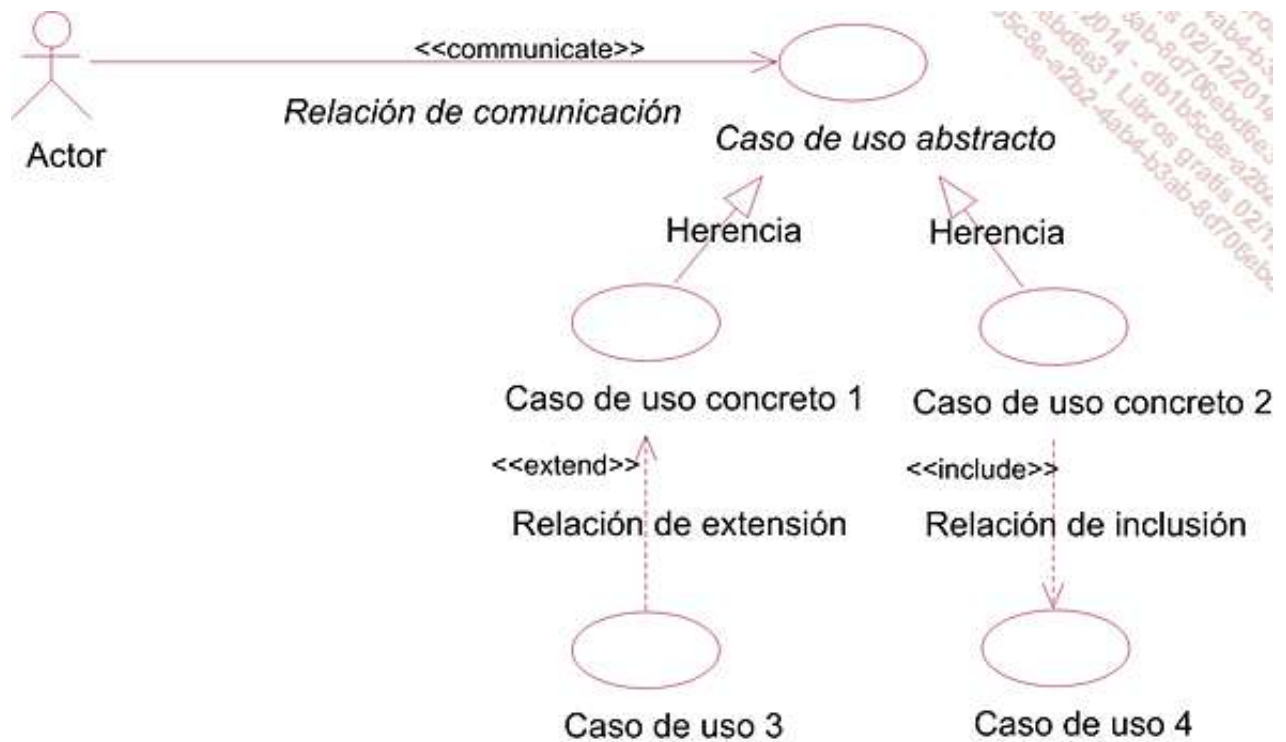 <<communicate>>
Relación de comunicación
Actor
Caso de uso abstracto
Herencia
Herencia
Caso de uso concreto 1
Caso de uso concreto 2
<<extend>>
<<include>>
Relación de extensión
Relación de inclusión
Caso de uso 3
Caso de uso 4